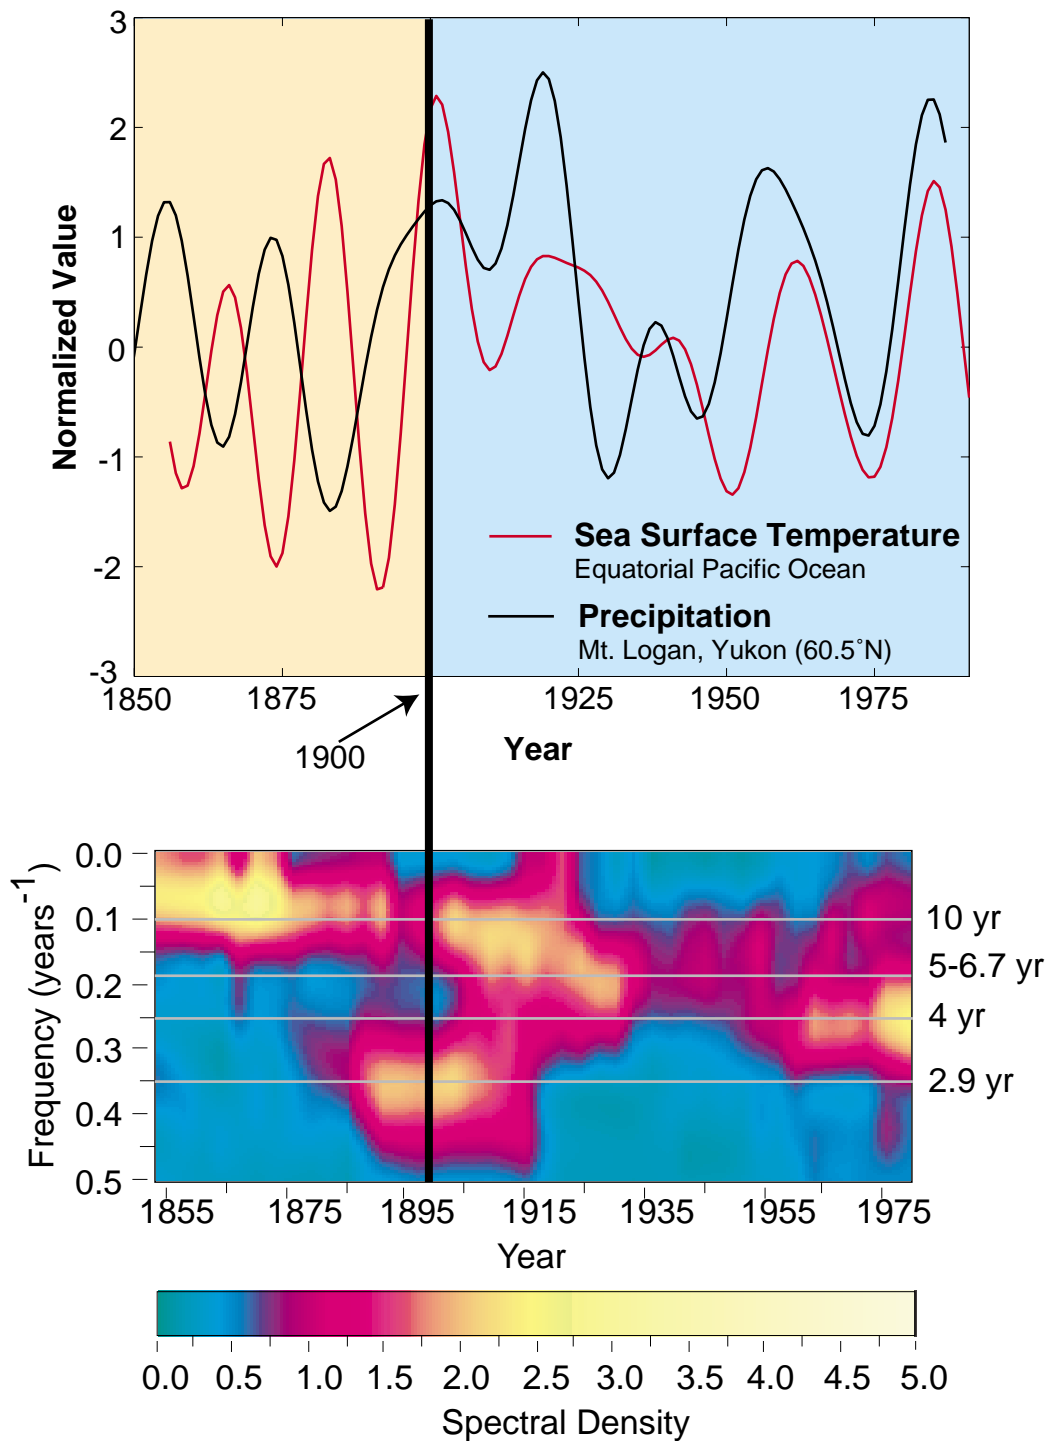 3
2
1
0
-1
-2
-3
Normalized Value
Sea Surface Temperature
Equatorial Pacific Ocean
Precipitation
Mt. Logan, Yukon (60.5˚N)
1850 1875 1925 1950 1975
1900
Year
0.0
0.1
0.2
0.3
0.4
0.5
Frequency (years-1)
10 yr
5-6.7 yr
4 yr
2.9 yr
1855 1875 1895 1915 1935 1955 1975
Year
0.0 0.5 1.0 1.5 2.0 2.5 3.5 4.0 4.5 5.0
Spectral Density